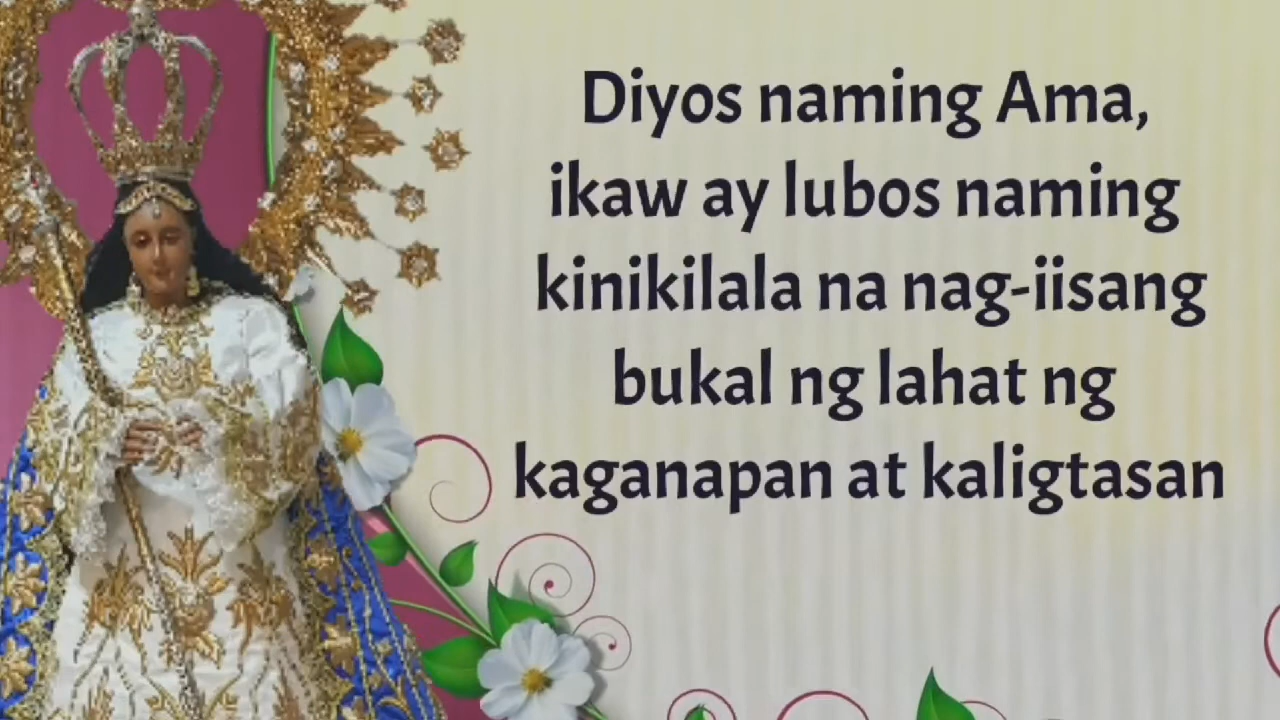 Diyos naming Ama,
ikaw ay lubos naming
kinikilala na nag-iisang
bukal ng lahat ng
kaganapan at kaligtasan